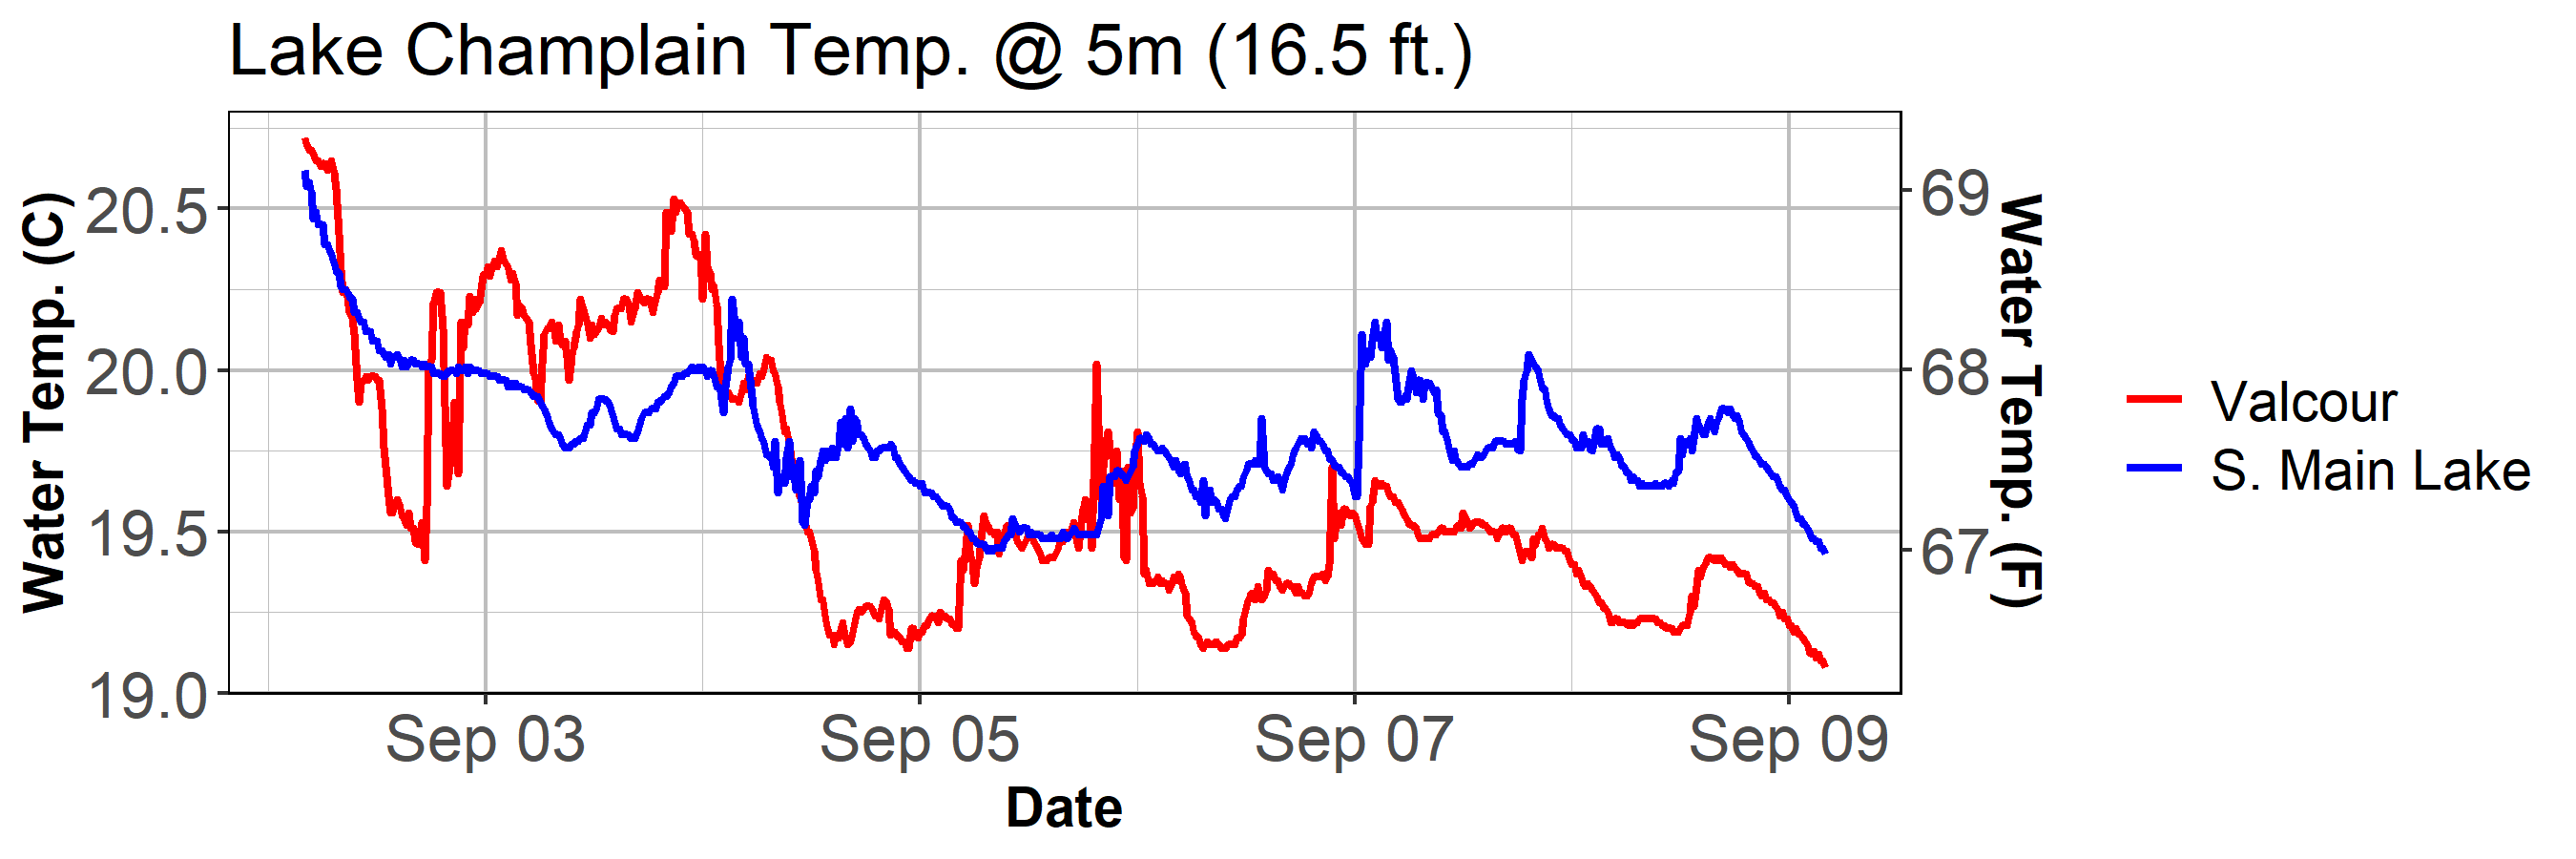 Lake Champlain Temp. @ 5m (16.5 ft.)
Water Temp. (C)
20.5
20.0
19.5
19.0
69
68
67
Water Temp. (F)
Valcour
S. Main Lake
Sep 03
Sep 05
Sep 07
Sep 09
Date